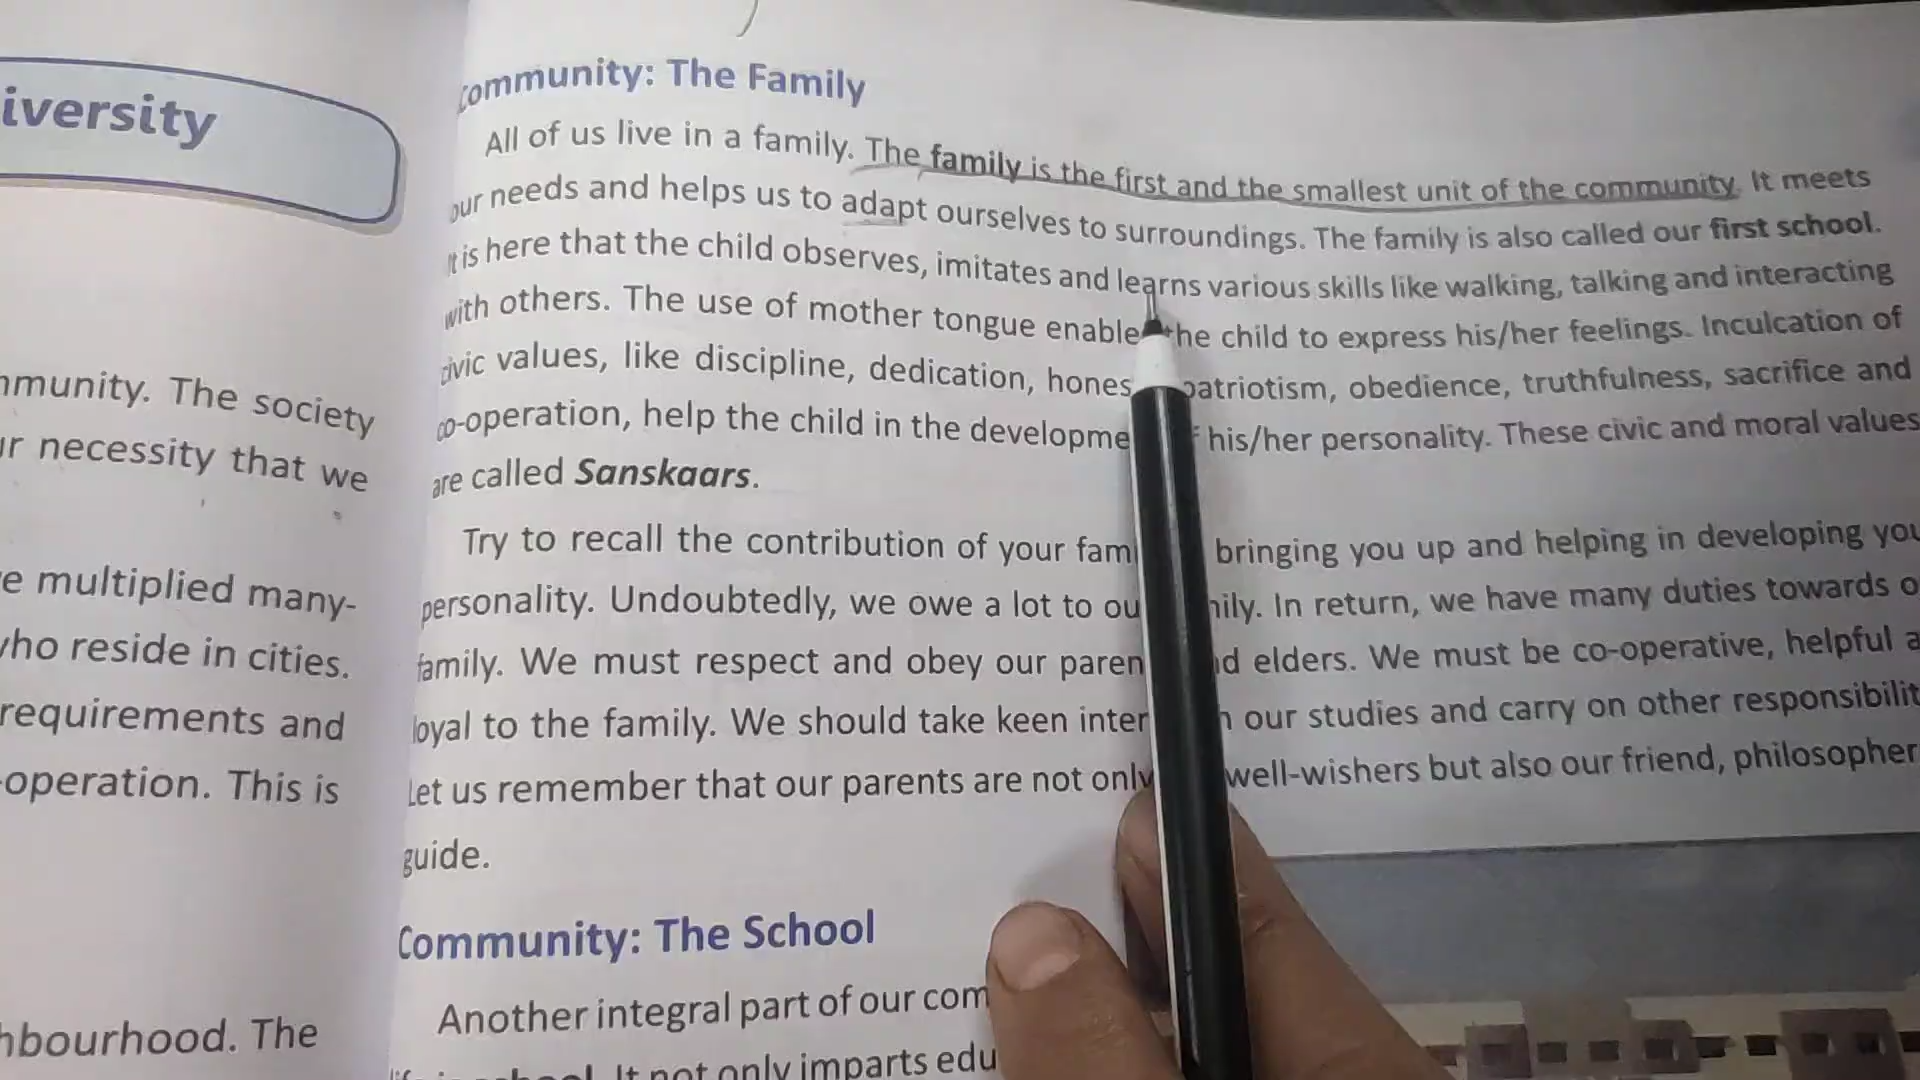 iversity
mmunity. The society
ur necessity that we
e multiplied many-
who reside in cities.
requirements and
-operation. This is
hbourhood. The
Community: The Family
All of us live in a family. The family is the first and the smallest unit of the community. It meets
our needs and helps us to adapt ourselves to surroundings. The family is also called our first school.
It is here that the child observes, imitates and learns various skills like walking, talking and interacting
with others. The use of mother tongue enable the child to express his/her feelings. Inculcation of
civic values, like discipline, dedication, hones patriotism, obedience, truthfulness, sacrifice and
co-operation, help the child in the developme f his/her personality. These civic and moral values
are called Sanskaars.
Try to recall the contribution of your fam bringing you up and helping in developing you
personality. Undoubtedly, we owe a lot to ou ily. In return, we have many duties towards o
family. We must respect and obey our paren d elders. We must be co-operative, helpful a
loyal to the family. We should take keen inter n our studies and carry on other responsibilit
Let us remember that our parents are not only well-wishers but also our friend, philosopher
guide.
Community: The School
Another integral part of our com
life is school. It not only imparts edu